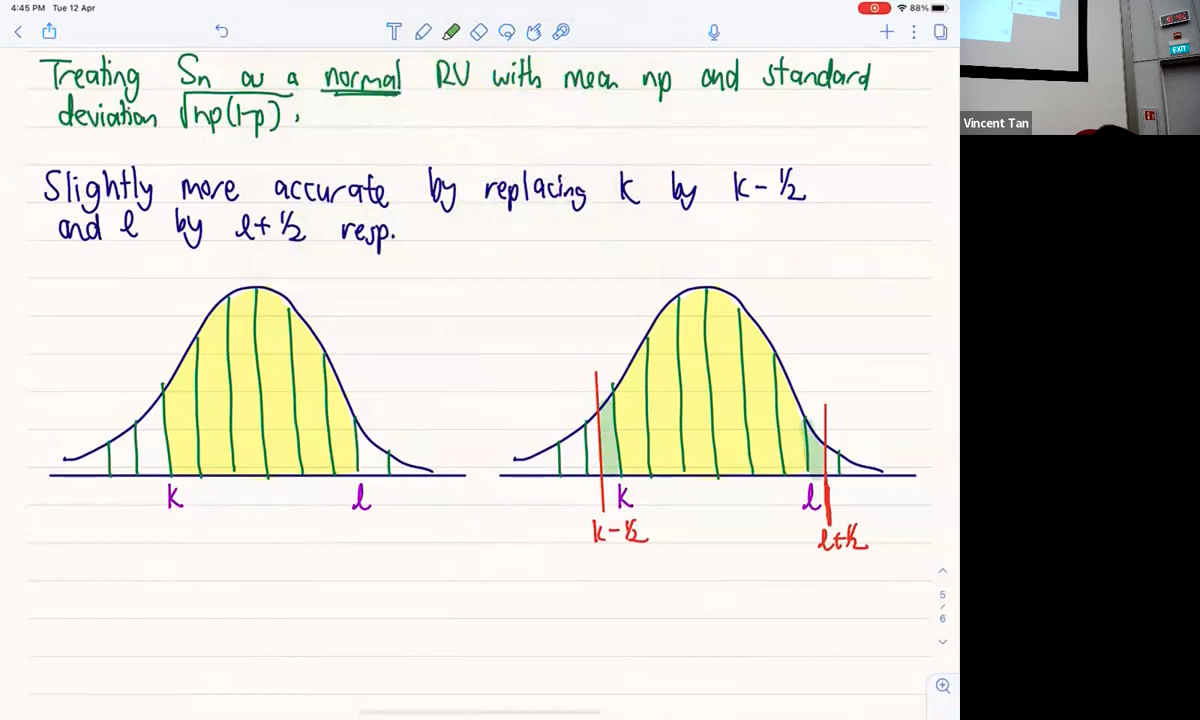 4:45 PM Tue 12 Apr
88%
Treating Sn as a normal RV with mean np and standard
deviation √np(1-p).
Slightly more accurate by replacing k by k-1/2
and l by l+1/2 resp.
k l
k-1/2 k l l+1/2
5
/
6
Vincent Tan
EXIT